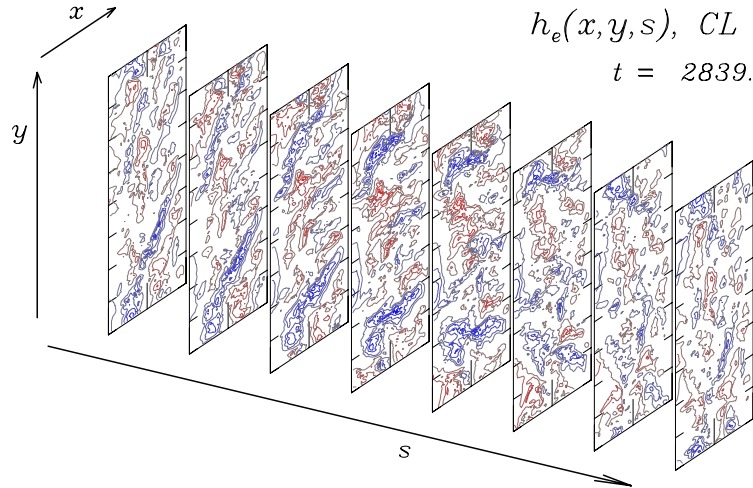 x
h_e(x,y,s), CL
t = 2839.
y
s